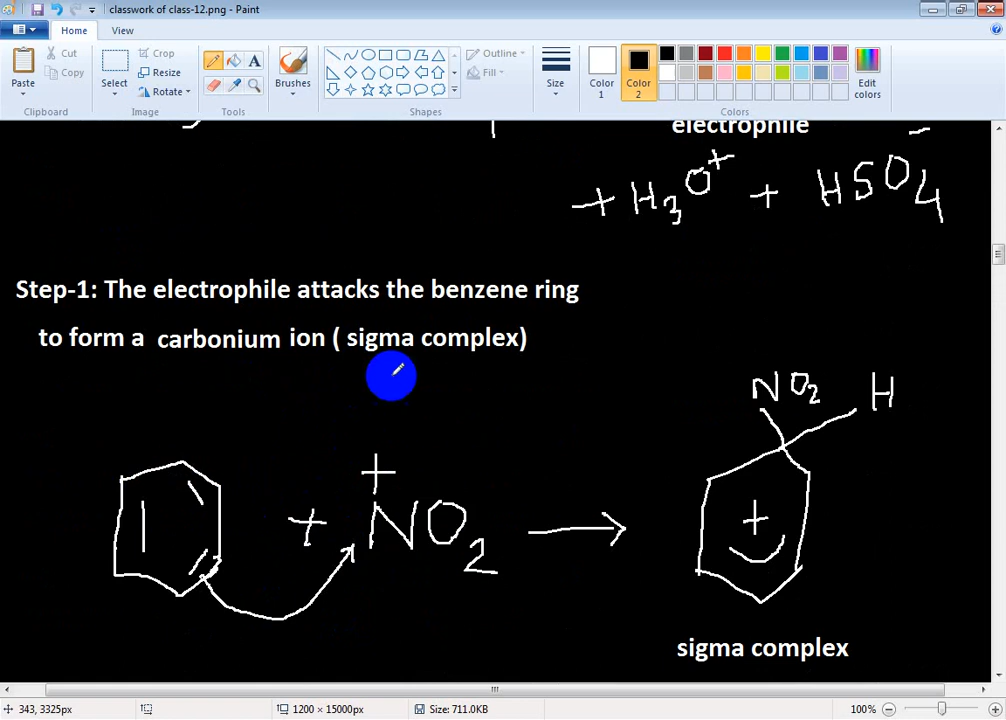 classwork of class-12.png - Paint
Home View
Paste
Cut
Copy
Clipboard
Select
Crop
Resize
Rotate
Image
A
Tools
Brushes
Outline
Fill
Shapes
Size
Color 1
Color 2
Edit colors
Colors
electrophile
+ H3O+ + HSO4−
Step-1: The electrophile attacks the benzene ring
to form a carbonium ion ( sigma complex)
NO2 H
+ +NO2 → +
sigma complex
343, 3325px 1200 × 15000px Size: 711.0KB 100%